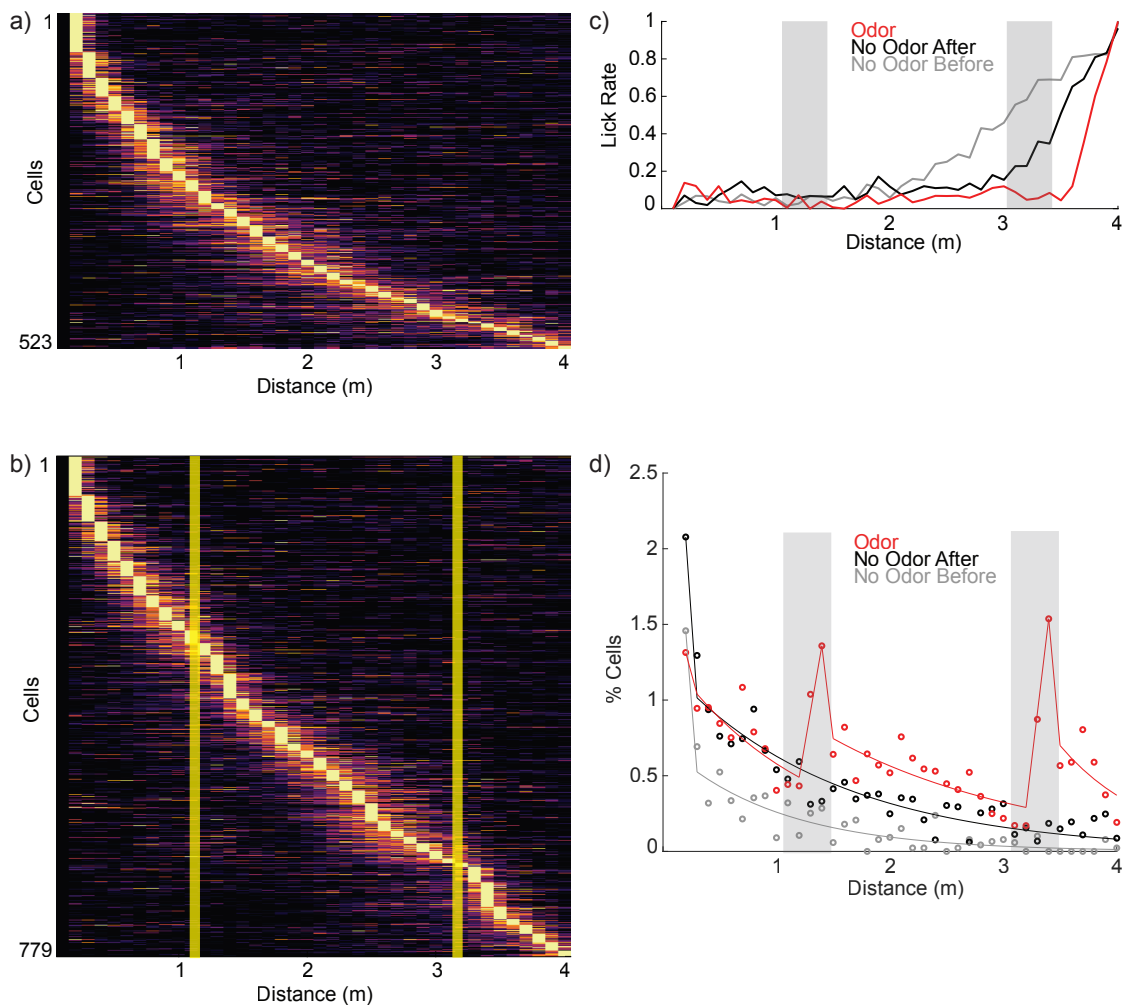 a)
1
Cells
523
1 2 3 4
Distance (m)
b)
1
Cells
779
1 2 3 4
Distance (m)
c)
1
0.8
0.6
0.4
0.2
0
Lick Rate
Odor
No Odor After
No Odor Before
1 2 3 4
Distance (m)
d)
2.5
2
1.5
1
0.5
0
% Cells
Odor
No Odor After
No Odor Before
1 2 3 4
Distance (m)